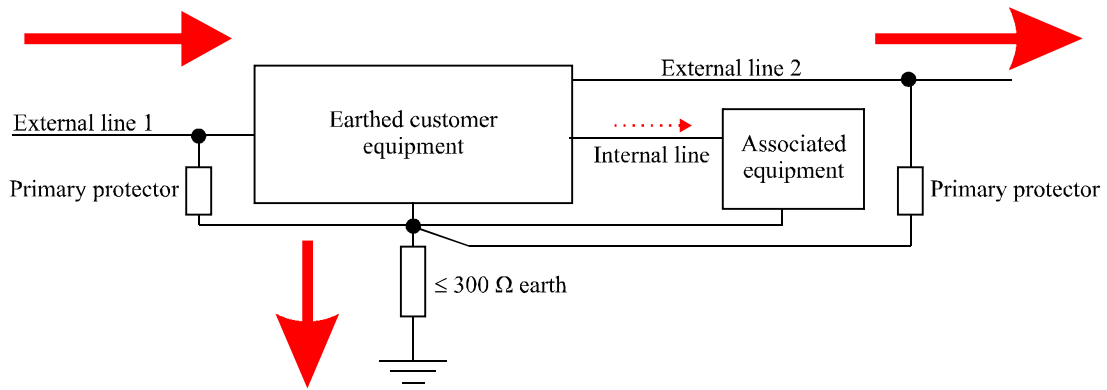 External line 2
External line 1
Earthed customer
equipment
Associated
equipment
Internal line
Primary protector
Primary protector
≤ 300 Ω earth